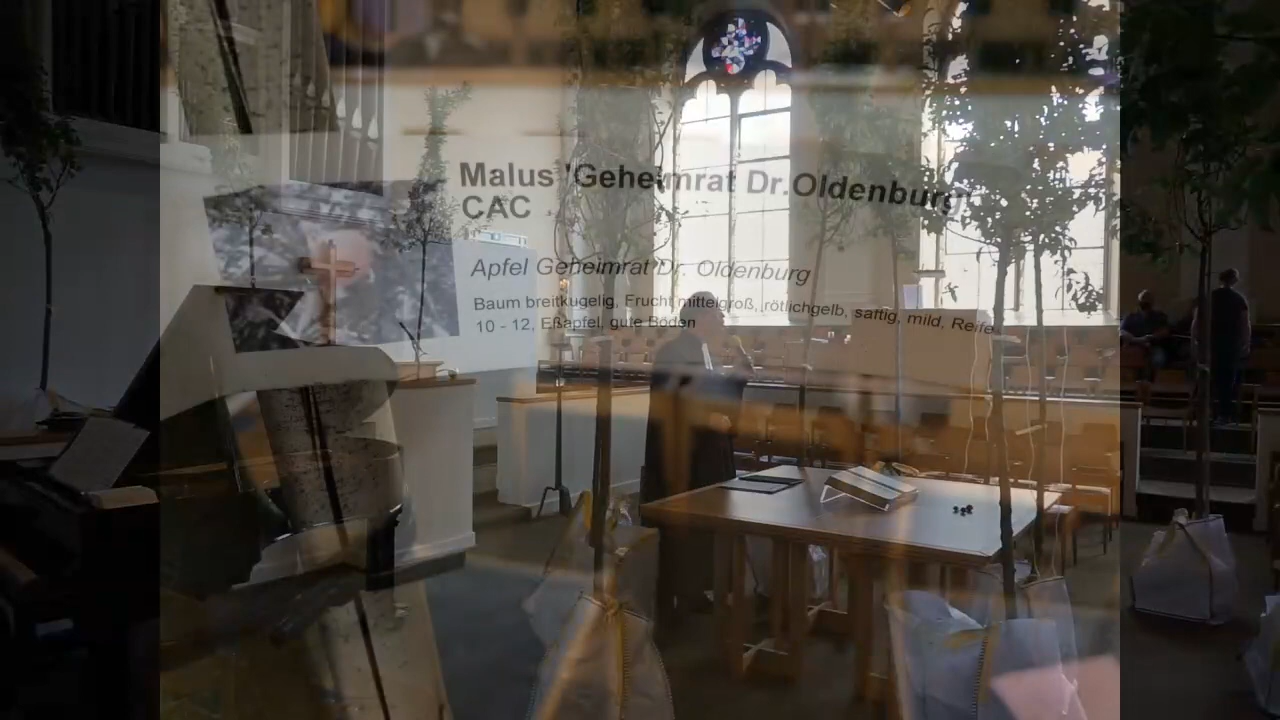 Malus 'Geheimrat Dr.Oldenburg'
CAC
Apfel Geheimrat Dr. Oldenburg
Baum breitkugelig, Frucht mittelgroß, rötlichgelb, saftig, mild, Reife
10 - 12, Eßapfel, gute Böden